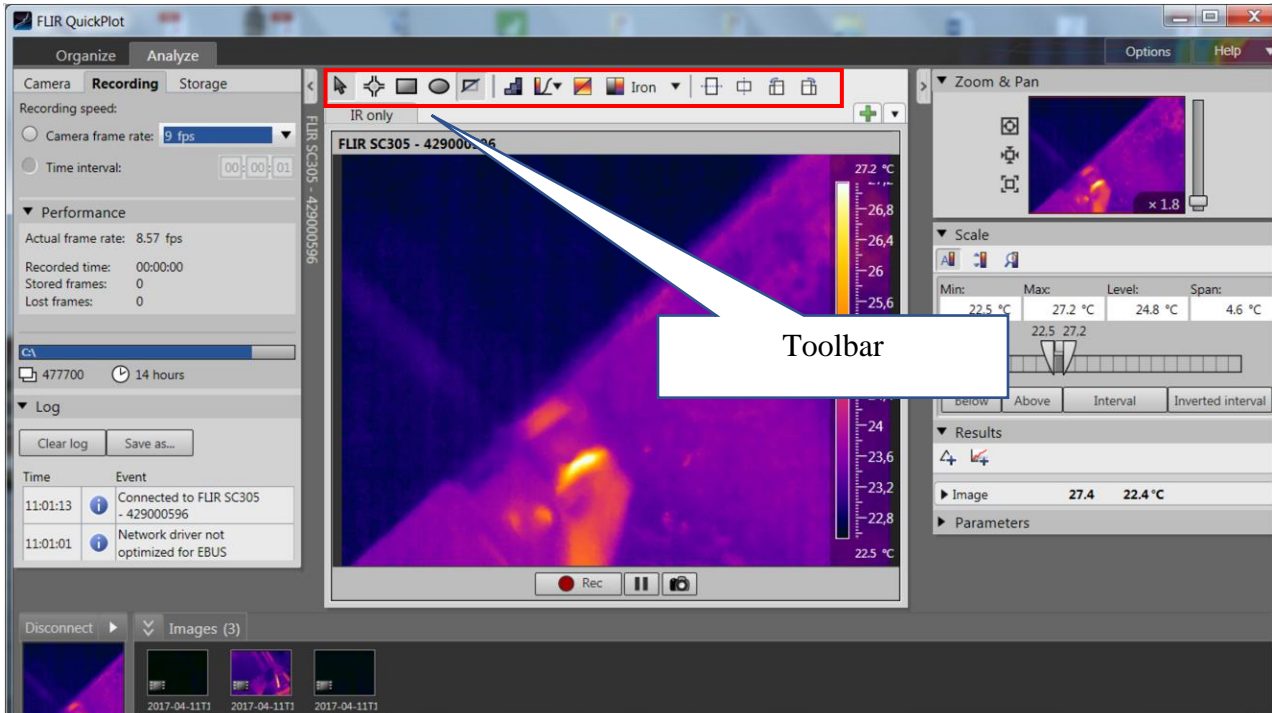 FLIR QuickPlot
Organize Analyze Options Help
Camera Recording Storage
Recording speed:
Camera frame rate: 9 fps
Time interval: 00:00:01
Performance
Actual frame rate: 8.57 fps
Recorded time: 00:00:00
Stored frames: 0
Lost frames: 0
C:\
477700 14 hours
Log
Clear log Save as...
Time Event
11:01:13 Connected to FLIR SC305
- 429000596
11:01:01 Network driver not
optimized for EBUS
FLIR SC305 - 429000596
Iron
IR only
FLIR SC305 - 429000596
27.2 °C
26,8
26,4
26
25,6
24
23,6
23,2
22,8
22.5 °C
Toolbar
Rec
Zoom & Pan
× 1.8
Scale
A
Min: Max: Level: Span:
22.5 °C 27.2 °C 24.8 °C 4.6 °C
22,5 27,2
Below Above Interval Inverted interval
Results
Image 27.4 22.4 °C
Parameters
Disconnect Images (3)
2017-04-11T1 2017-04-11T1 2017-04-11T1